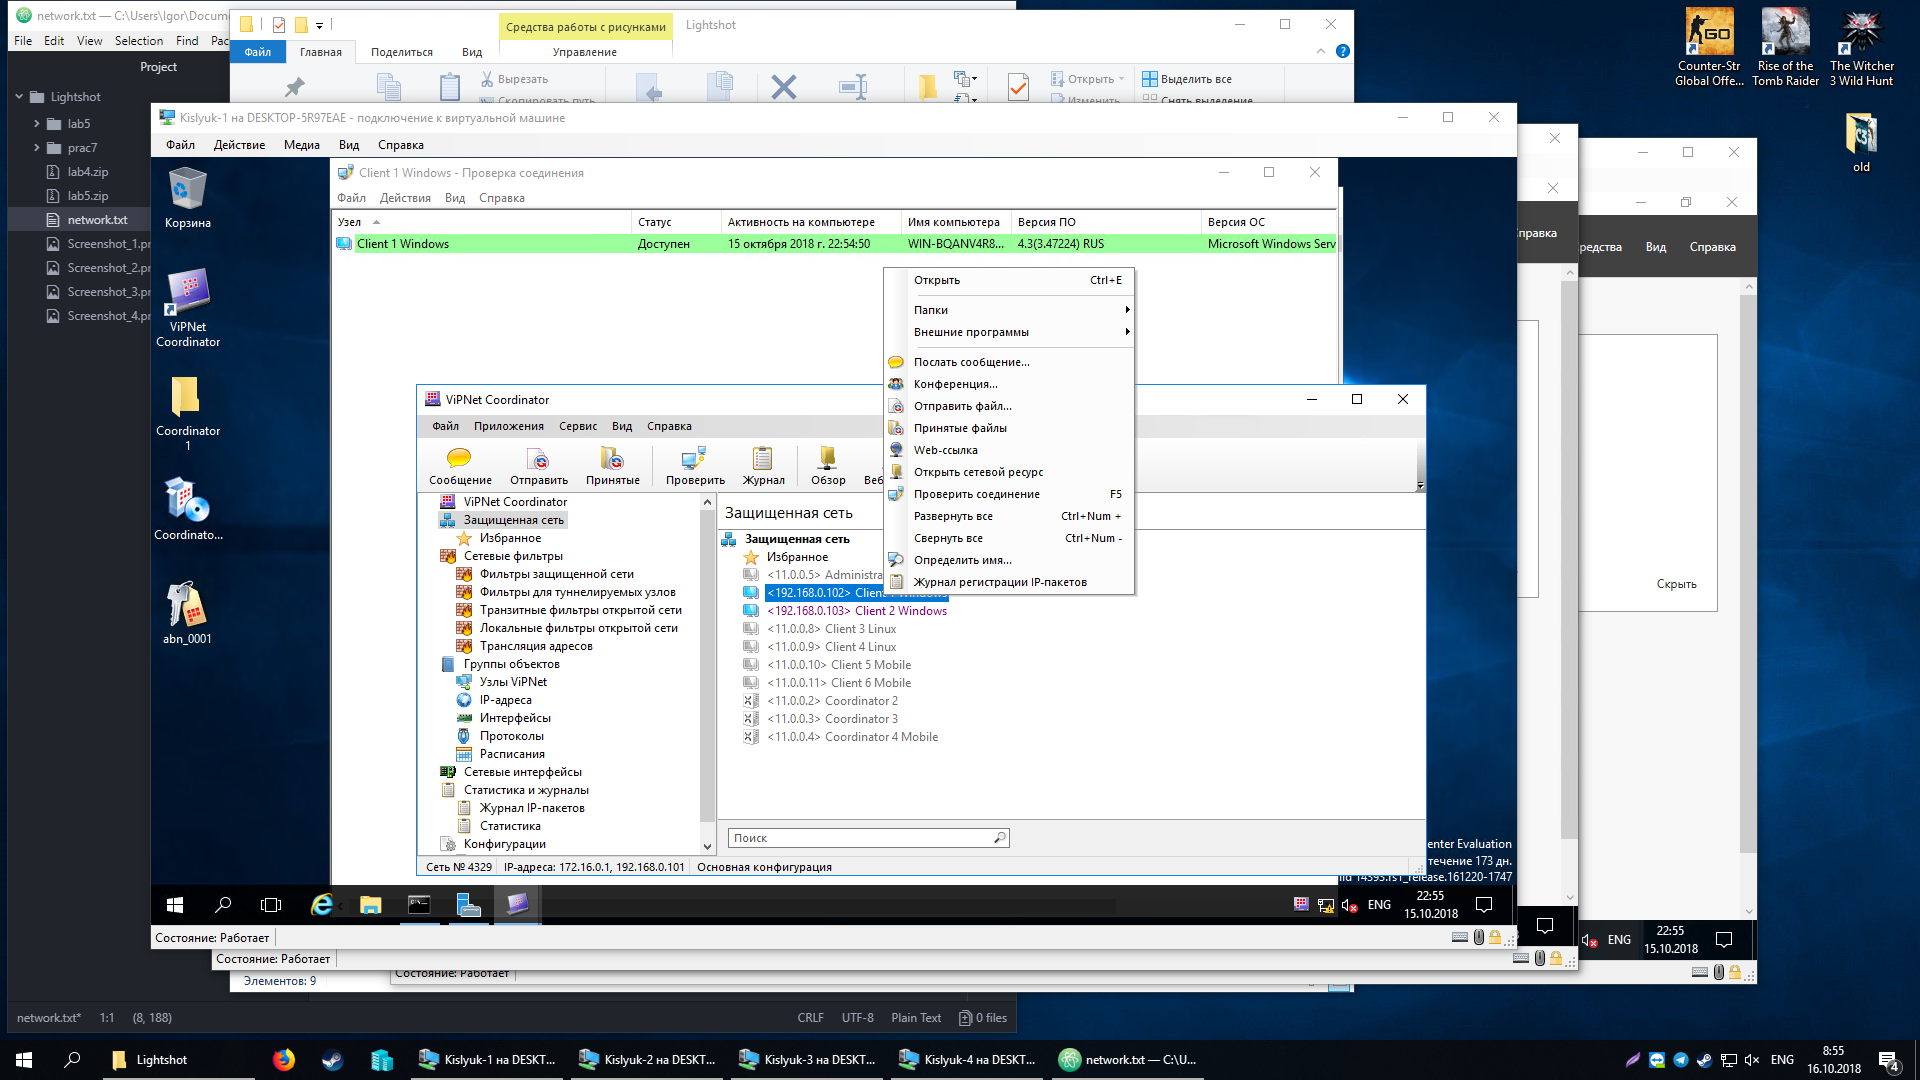 network.txt — C:\Users\Igor\Docume
File Edit View Selection Find Pac
Project
Lightshot
lab5
prac7
lab4.zip
lab5.zip
network.txt
Screenshot_1.pr
Screenshot_2.pr
Screenshot_3.pr
Screenshot_4.pr
Средства работы с рисунками
Lightshot
Файл Главная Поделиться Вид Управление
Вырезать
Скопировать путь
Открыть
Изменить
Выделить все
Снять выделение
Counter-Str
Global Offe...
Rise of the
Tomb Raider
The Witcher
3 Wild Hunt
old
Kislyuk-1 на DESKTOP-5R97EAE - подключение к виртуальной машине
Файл Действие Медиа Вид Справка
Корзина
ViPNet
Coordinator
Coordinator
1
Coordinato...
abn_0001
Client 1 Windows - Проверка соединения
Файл Действия Вид Справка
Узел Статус Активность на компьютере Имя компьютера Версия ПО Версия ОС
Client 1 Windows Доступен 15 октября 2018 г. 22:54:50 WIN-BQANV4R8... 4.3(3.47224) RUS Microsoft Windows Serv
Открыть Ctrl+E
Папки
Внешние программы
Послать сообщение...
Конференция...
Отправить файл...
Принятые файлы
Web-ссылка
Открыть сетевой ресурс
Проверить соединение F5
Развернуть все Ctrl+Num +
Свернуть все Ctrl+Num -
Определить имя...
Журнал регистрации IP-пакетов
ViPNet Coordinator
Файл Приложения Сервис Вид Справка
Сообщение Отправить Принятые Проверить Журнал Обзор Веб
ViPNet Coordinator
Защищенная сеть
Избранное
Сетевые фильтры
Фильтры защищенной сети
Фильтры для туннелируемых узлов
Транзитные фильтры открытой сети
Локальные фильтры открытой сети
Трансляция адресов
Группы объектов
Узлы ViPNet
IP-адреса
Интерфейсы
Протоколы
Расписания
Сетевые интерфейсы
Статистика и журналы
Журнал IP-пакетов
Статистика
Конфигурации
Защищенная сеть
Защищенная сеть
Избранное
<11.0.0.5> Administra
<192.168.0.102> Client 1 Windows
<192.168.0.103> Client 2 Windows
<11.0.0.8> Client 3 Linux
<11.0.0.9> Client 4 Linux
<11.0.0.10> Client 5 Mobile
<11.0.0.11> Client 6 Mobile
<11.0.0.2> Coordinator 2
<11.0.0.3> Coordinator 3
<11.0.0.4> Coordinator 4 Mobile
Поиск
Сеть № 4329 IP-адреса: 172.16.0.1, 192.168.0.101 Основная конфигурация
enter Evaluation
течение 173 дн.
14393.rs1_release.161220-1747
ENG
22:55
15.10.2018
Состояние: Работает
Состояние: Работает
Состояние: Работает
Элементов: 9
правка
редства Вид Справка
Скрыть
ENG
22:55
15.10.2018
network.txt* 1:1 (8, 188) CRLF UTF-8 Plain Text 0 files
Lightshot
Kislyuk-1 на DESKT...
Kislyuk-2 на DESKT...
Kislyuk-3 на DESKT...
Kislyuk-4 на DESKT...
network.txt — C:\U...
ENG
8:55
16.10.2018
4